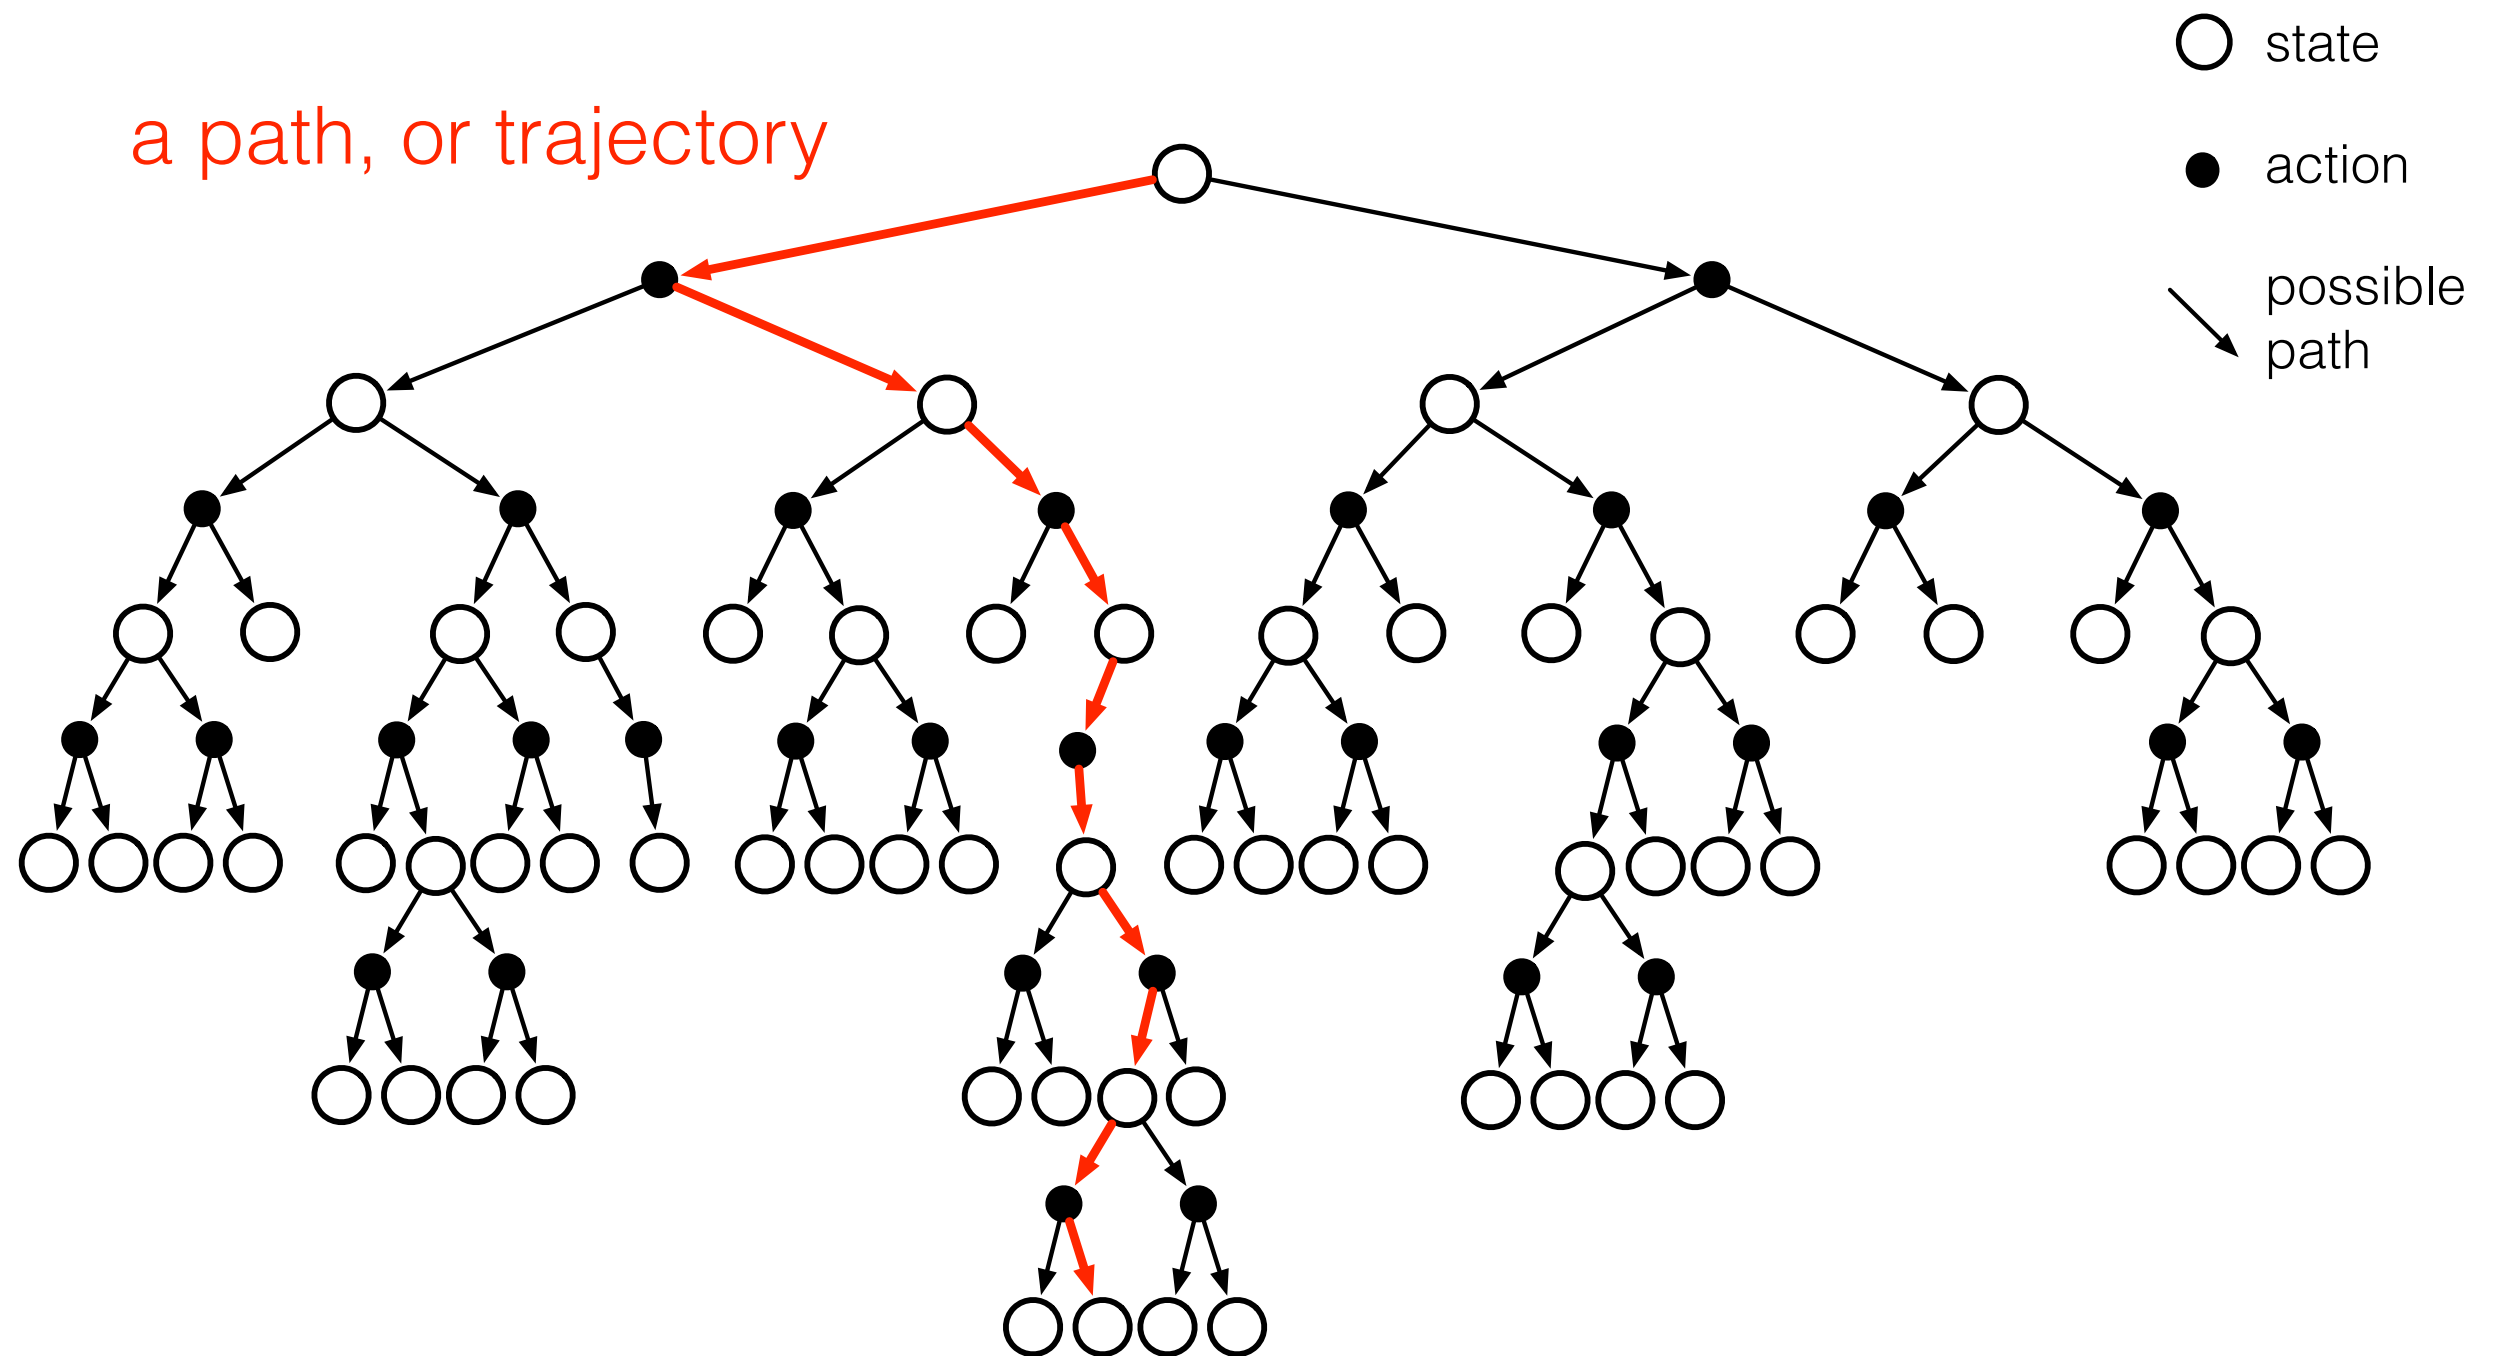 a path, or trajectory
state
action
possible
path